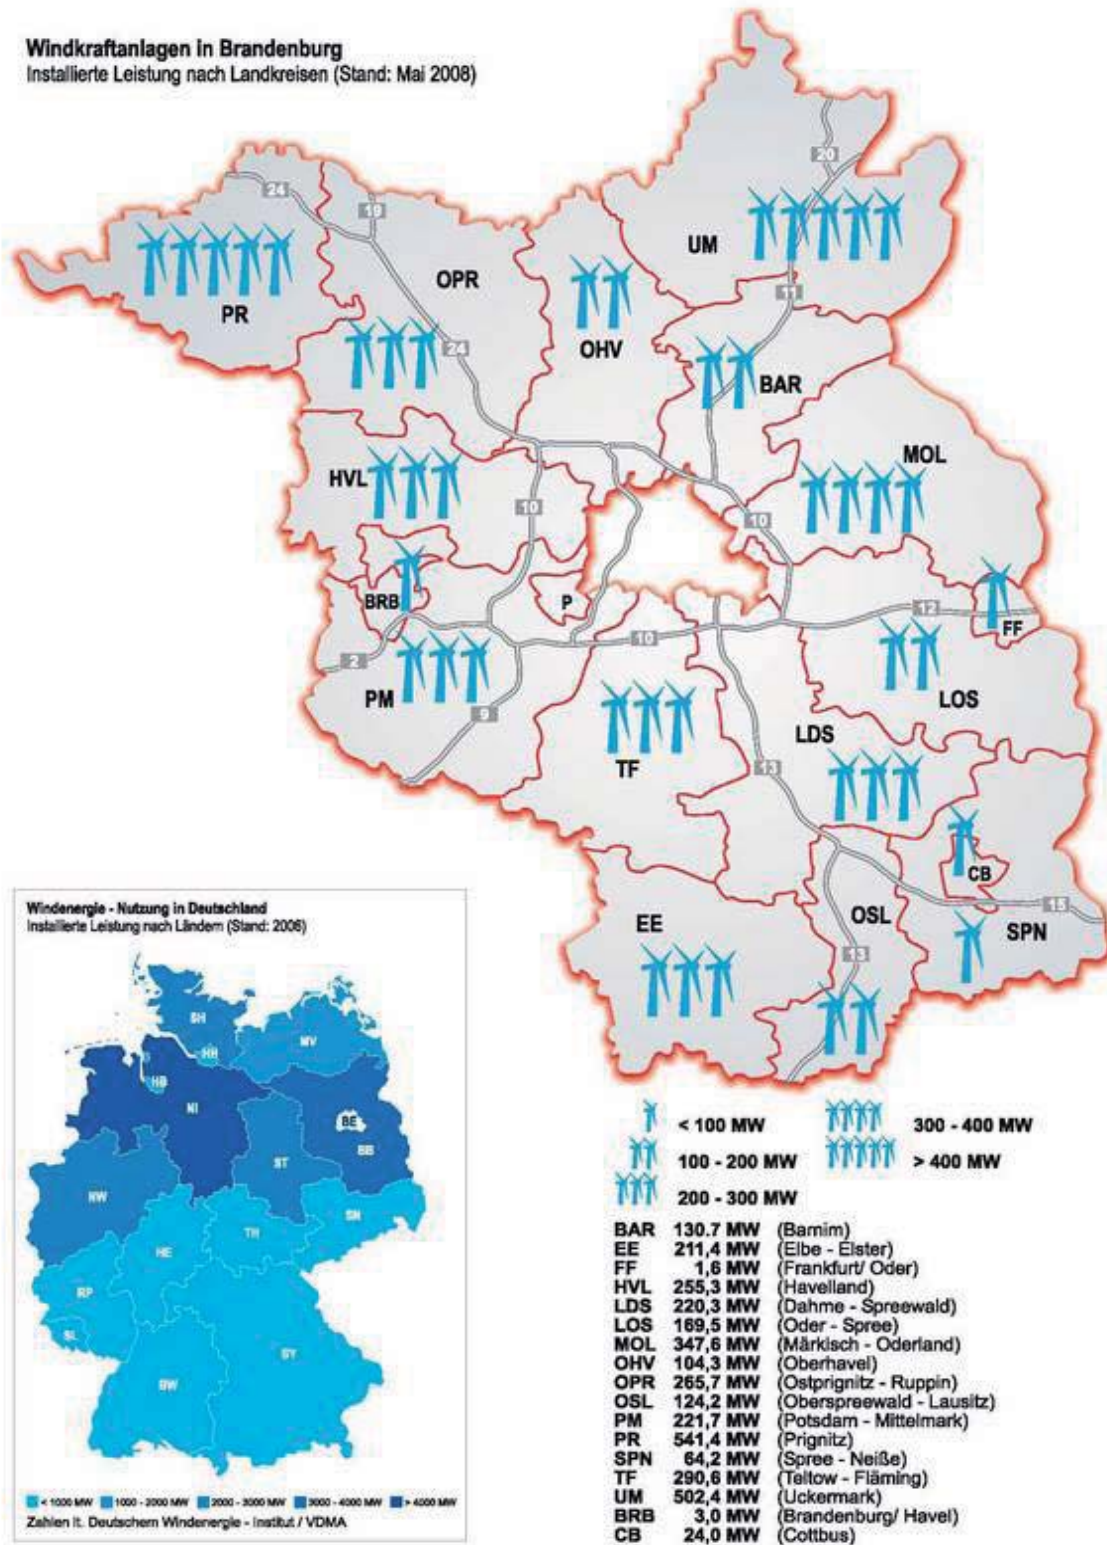 Windkraftanlagen in Brandenburg
Installierte Leistung nach Landkreisen (Stand: Mai 2008)
20
24
19
UM
OPR
PR
11
OHV
24
BAR
MOL
HVL
10
10
BRB
P
12
FF
2
10
PM
9
LOS
LDS
TF
13
CB
OSL
15
EE
SPN
13
Windenergie - Nutzung in Deutschland
Installierte Leistung nach Ländern (Stand: 2006)
SH
HH
MV
HB
NI
BE
BB
ST
NW
SN
TH
HE
RP
SL
BY
BW
< 1000 MW 1000 - 2000 MW 2000 - 3000 MW 3000 - 4000 MW > 4000 MW
Zahlen lt. Deutschem Windenergie - Institut / VDMA
< 100 MW 300 - 400 MW
100 - 200 MW > 400 MW
200 - 300 MW
BAR 130.7 MW (Barnim)
EE 211,4 MW (Elbe - Elster)
FF 1,6 MW (Frankfurt/ Oder)
HVL 255,3 MW (Havelland)
LDS 220,3 MW (Dahme - Spreewald)
LOS 169,5 MW (Oder - Spree)
MOL 347,6 MW (Märkisch - Oderland)
OHV 104,3 MW (Oberhavel)
OPR 265,7 MW (Ostprignitz - Ruppin)
OSL 124,2 MW (Oberspreewald - Lausitz)
PM 221,7 MW (Potsdam - Mittelmark)
PR 541,4 MW (Prignitz)
SPN 64,2 MW (Spree - Neiße)
TF 290,6 MW (Teltow - Fläming)
UM 502,4 MW (Uckermark)
BRB 3,0 MW (Brandenburg/ Havel)
CB 24,0 MW (Cottbus)